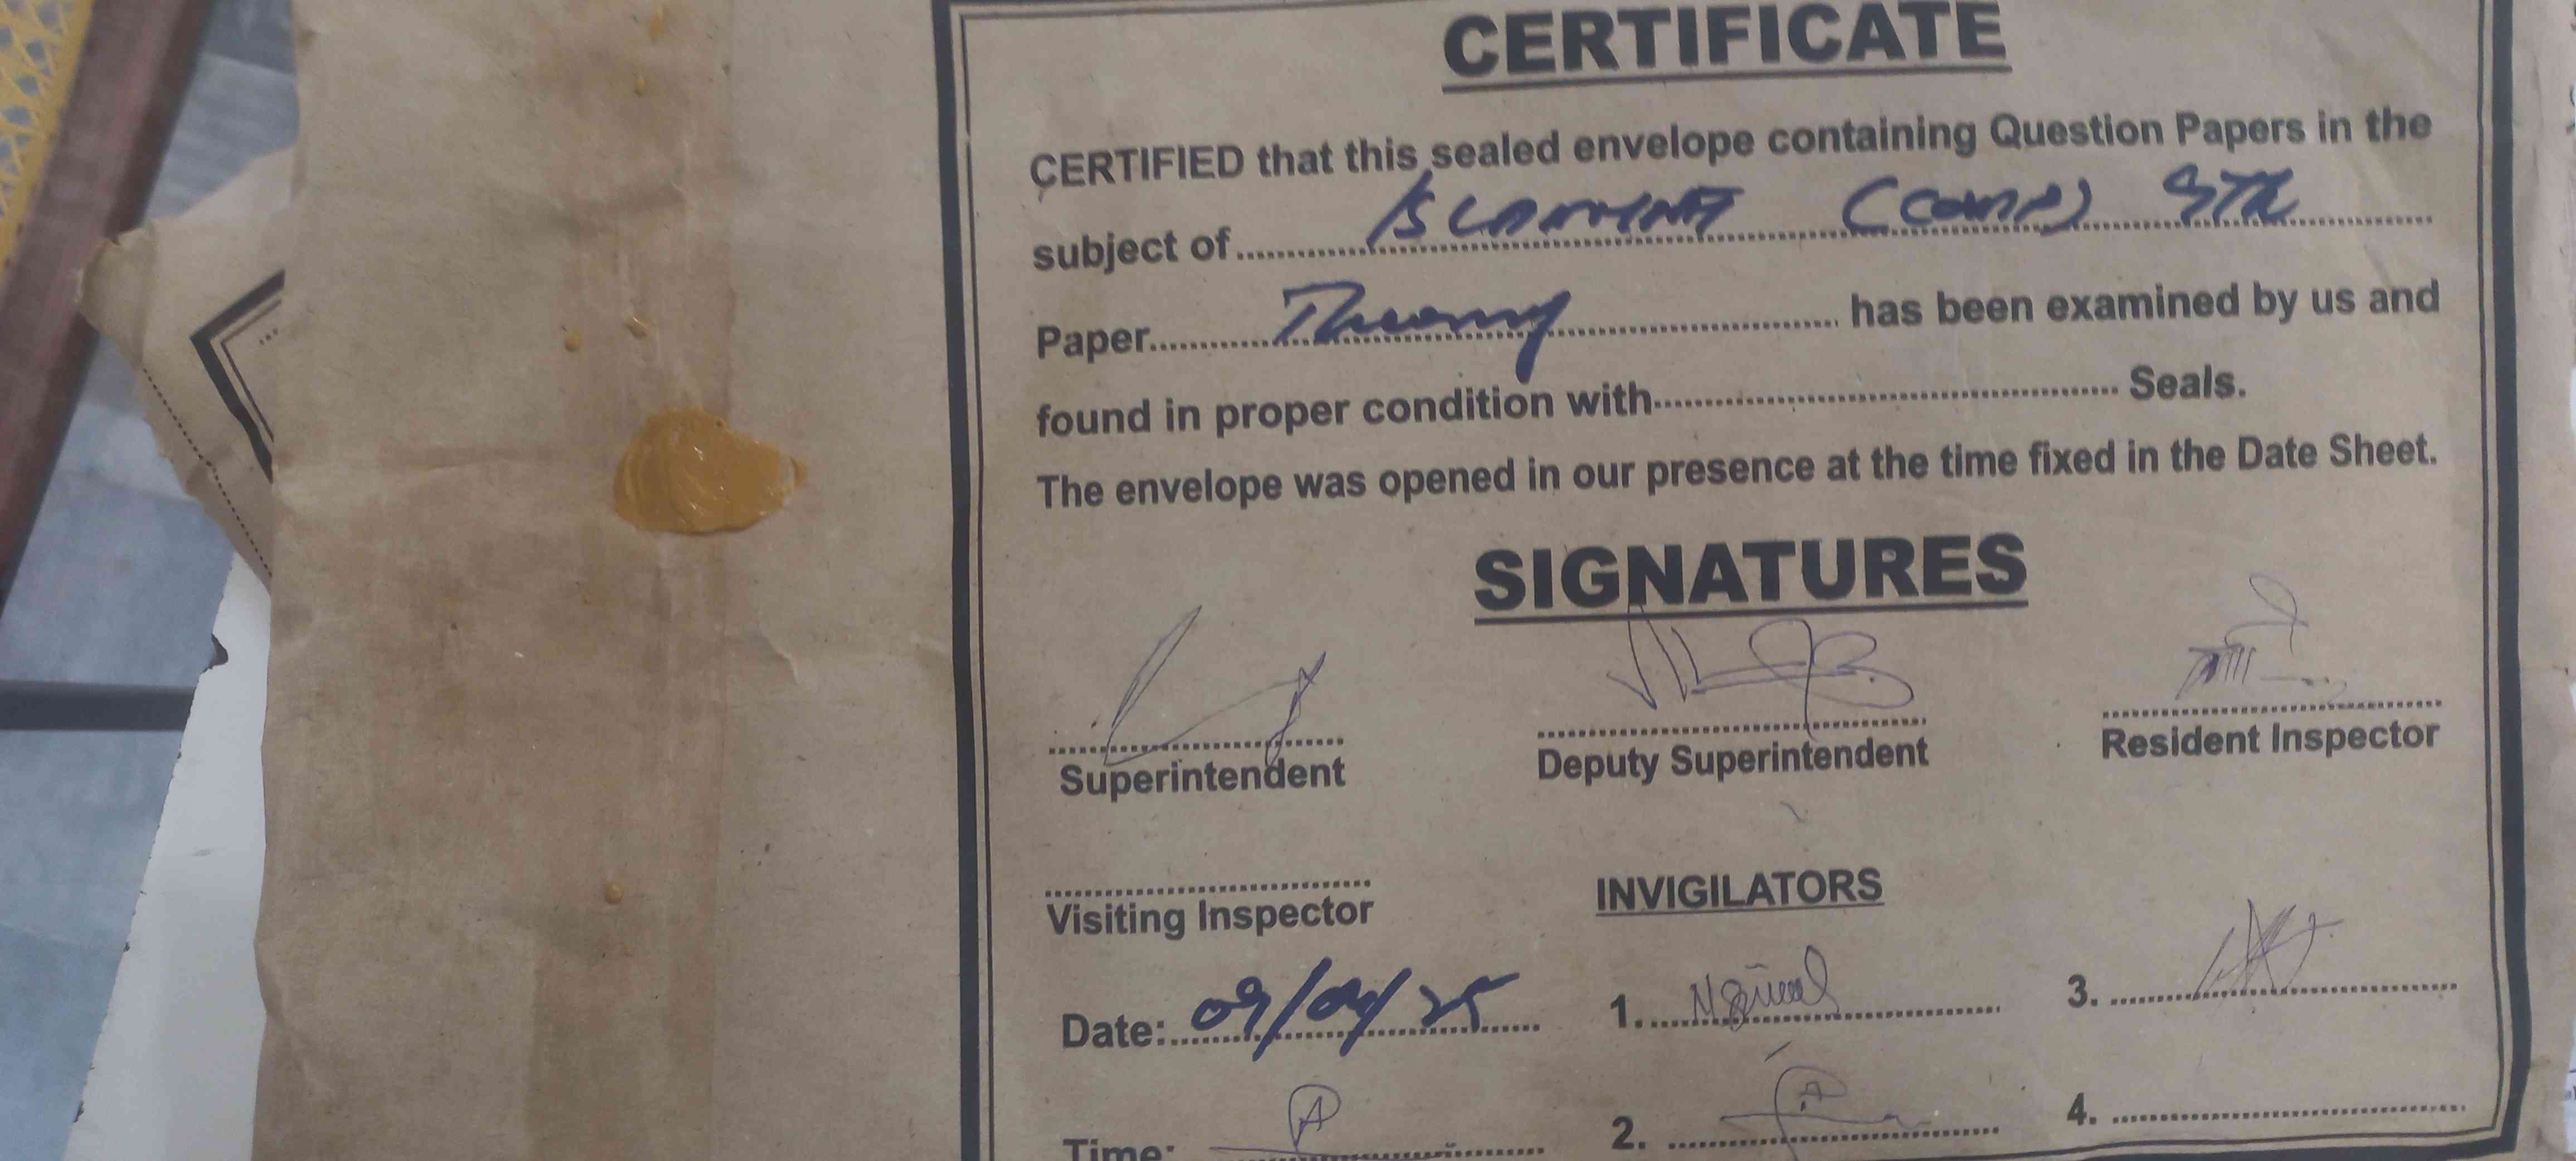 CERTIFICATE
CERTIFIED that this sealed envelope containing Question Papers in the
subject of ISLAMIYAT (COMP) 9TH
Paper Theory has been examined by us and
found in proper condition with Seals.
The envelope was opened in our presence at the time fixed in the Date Sheet.
SIGNATURES
Superintendent Deputy Superintendent Resident Inspector
Visiting Inspector INVIGILATORS
Date: 09/04/25 1. 3.
Time: 2. 4.